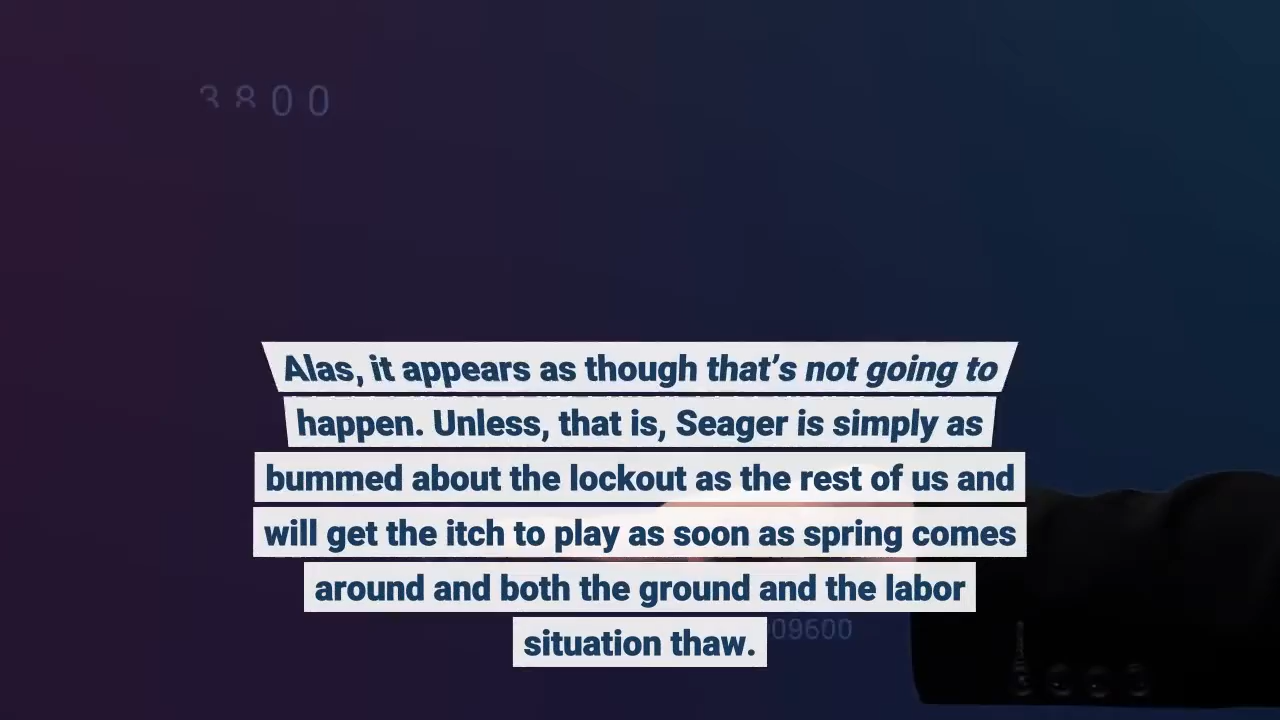 3800
Alas, it appears as though that’s not going to
happen. Unless, that is, Seager is simply as
bummed about the lockout as the rest of us and
will get the itch to play as soon as spring comes
around and both the ground and the labor
situation thaw.
09600